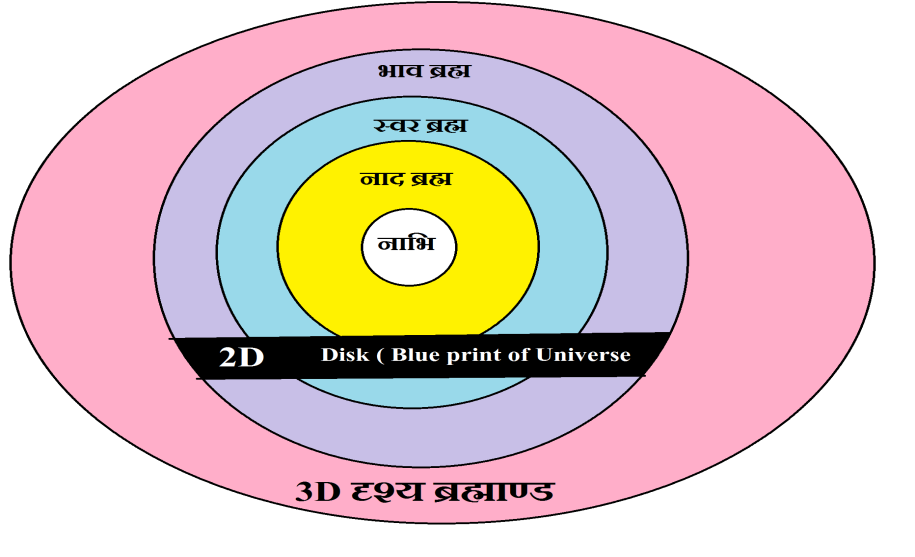 भाव ब्रह्म
स्वर ब्रह्म
नाद ब्रह्म
नाभि
2D Disk ( Blue print of Universe
3D दृश्य ब्रह्माण्ड